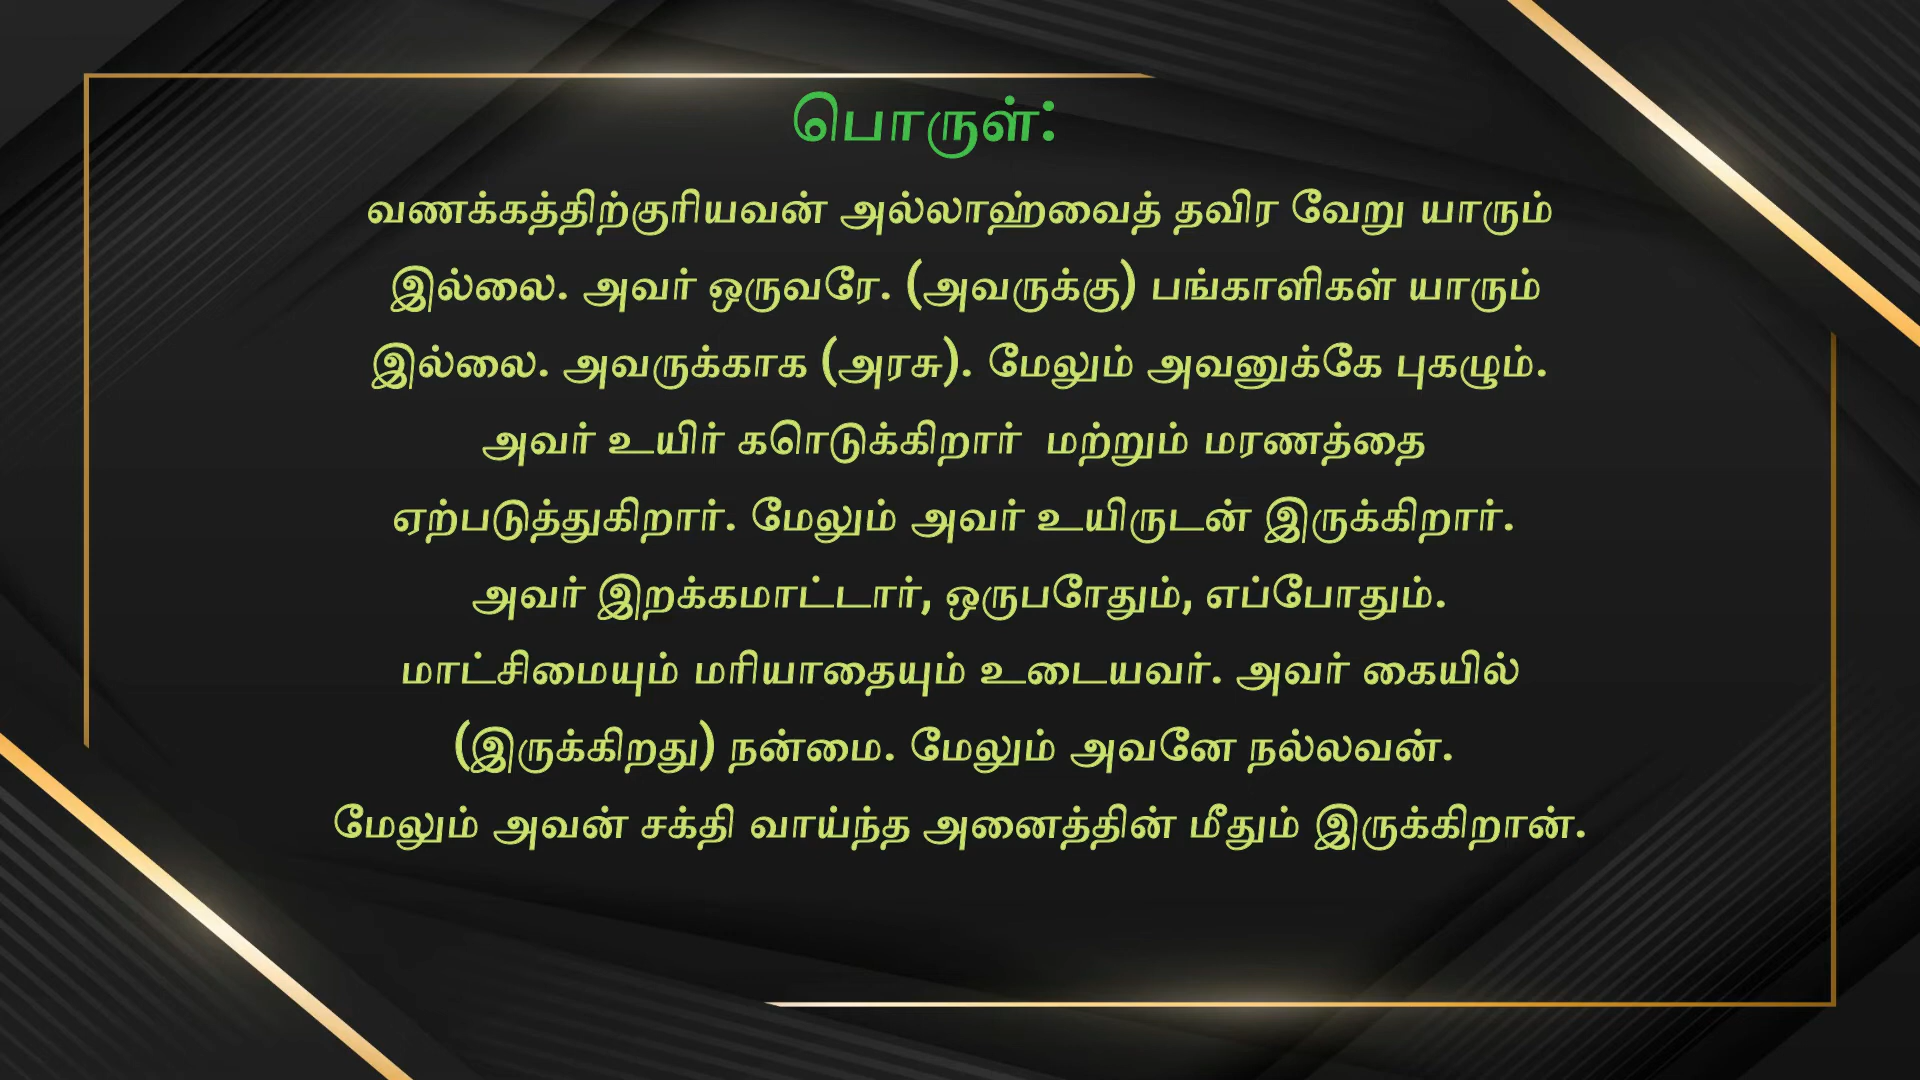 பொருள்:
வணக்கத்திற்குரியவன் அல்லாஹ்வைத் தவிர வேறு யாரும்
இல்லை. அவர் ஒருவரே. (அவருக்கு) பங்காளிகள் யாரும்
இல்லை. அவருக்காக (அரசு). மேலும் அவனுக்கே புகழும்.
அவர் உயிர் கொடுக்கிறார் மற்றும் மரணத்தை
ஏற்படுத்துகிறார். மேலும் அவர் உயிருடன் இருக்கிறார்.
அவர் இறக்கமாட்டார், ஒருபோதும், எப்போதும்.
மாட்சிமையும் மரியாதையும் உடையவர். அவர் கையில்
(இருக்கிறது) நன்மை. மேலும் அவனே நல்லவன்.
மேலும் அவன் சக்தி வாய்ந்த அனைத்தின் மீதும் இருக்கிறான்.